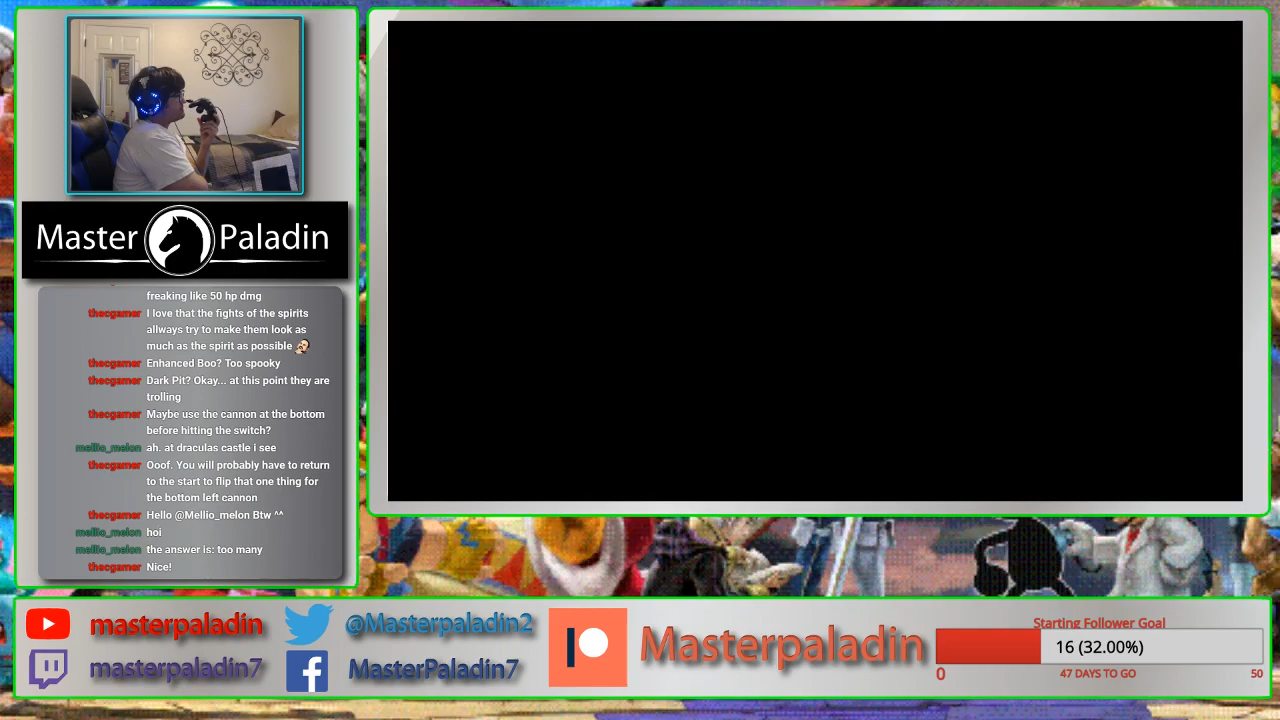 Master Paladin
freaking like 50 hp dmg
thecgamer I love that the fights of the spirits
allways try to make them look as
much as the spirit as possible
thecgamer Enhanced Boo? Too spooky
thecgamer Dark Pit? Okay... at this point they are
trolling
thecgamer Maybe use the cannon at the bottom
before hitting the switch?
mellio_melon ah. at draculas castle i see
thecgamer Ooof. You will probably have to return
to the start to flip that one thing for
the bottom left cannon
thecgamer Hello @Mellio_melon Btw ^^
mellio_melon hoi
mellio_melon the answer is: too many
thecgamer Nice!
masterpaladin
@Masterpaladin2
masterpaladin7
MasterPaladin7
Masterpaladin
Starting Follower Goal
16 (32.00%)
0
47 DAYS TO GO
50